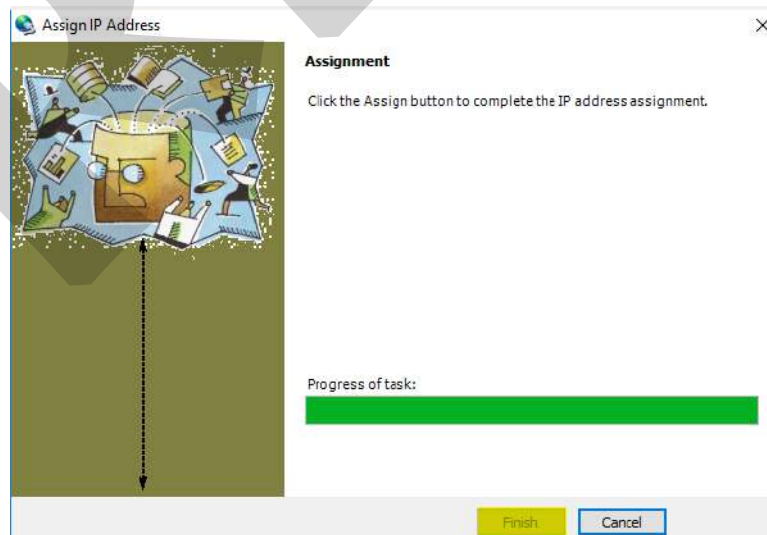 Assign IP Address
Assignment
Click the Assign button to complete the IP address assignment.
Progress of task:
Finish
Cancel